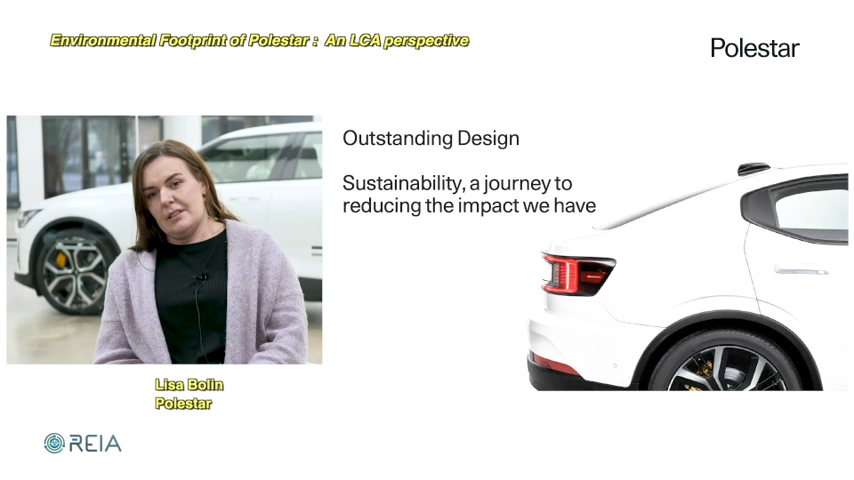 Environmental Footprint of Polestar : An LCA perspective
Polestar
Outstanding Design
Sustainability, a journey to
reducing the impact we have
Lisa Bolin
Polestar
REIA